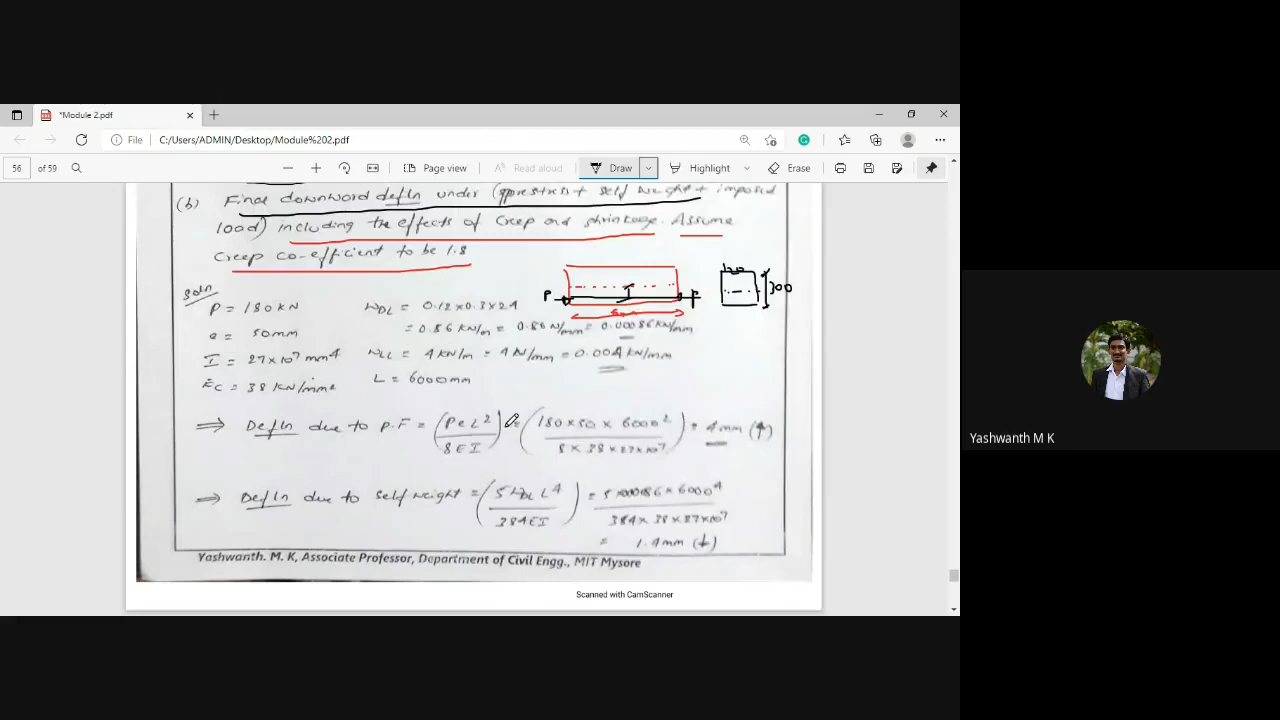 *Module 2.pdf
File C:/Users/ADMIN/Desktop/Module%202.pdf
56 of 59 Page view Read aloud Draw Highlight Erase
(b) Final downword defln under (prestress + self weight + imposed
load) including the effects of creep and shrinkage. Assume
Creep co-efficient to be 1.8
Soln
P = 180 kN
e = 50mm
I = 27×10⁷ mm⁴
Ec = 38 KN/mm²
WDL = 0.12×0.3×24
= 0.86 KN/m = 0.86 N/mm = 0.00086 KN/mm
WLL = 4 KN/m = 4 N/mm = 0.004 KN/mm
L = 6000mm
P P
300
⇒ Defln due to P.F = (PeL²/8EI) = (180×50×6000²/8×38×27×10⁷) = 4mm (↑)
⇒ Defln due to self weight = (5WDL L⁴/384EI) = 5×0.00086×6000⁴/384×38×27×10⁷
= 1.4mm (↓)
Yashwanth. M. K, Associate Professor, Department of Civil Engg., MIT Mysore
Scanned with CamScanner
Yashwanth M K